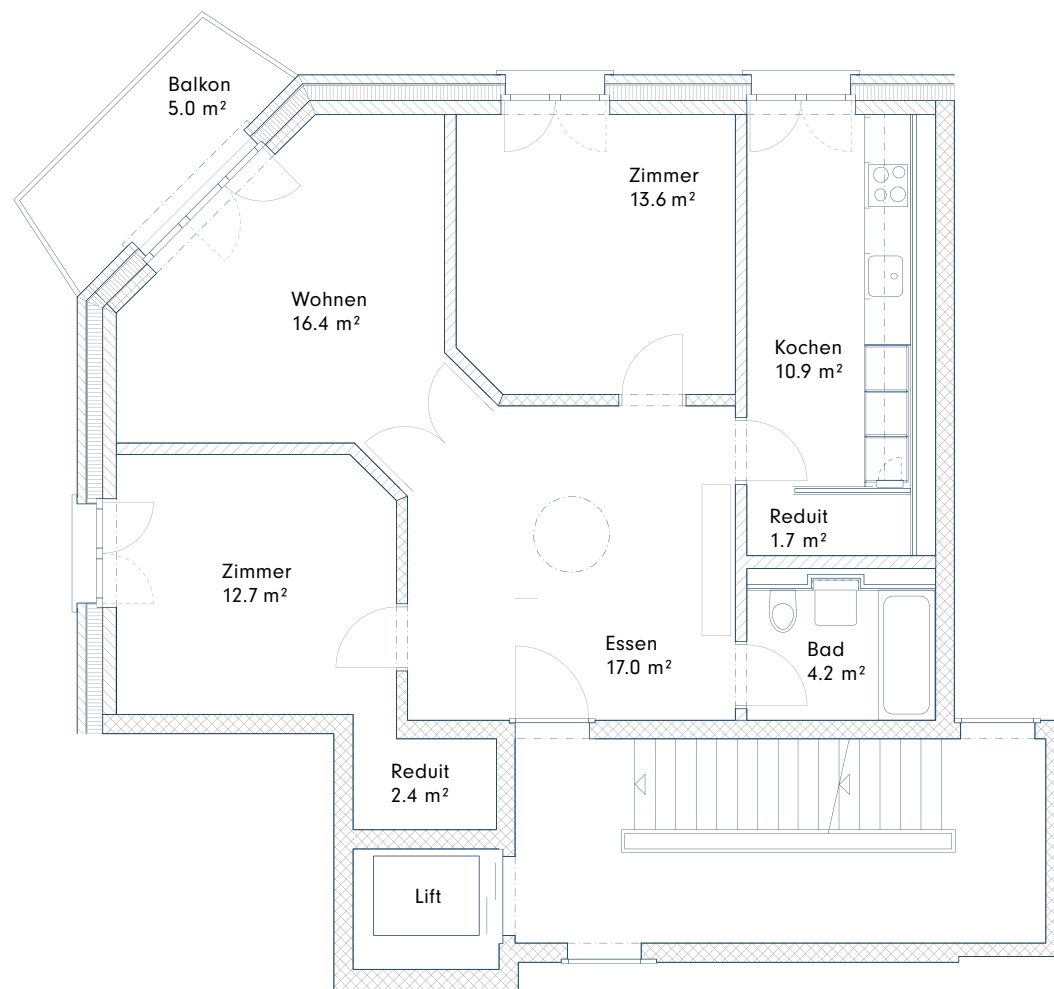 Balkon
5.0 m²
Zimmer
13.6 m²
Wohnen
16.4 m²
Kochen
10.9 m²
Reduit
1.7 m²
Zimmer
12.7 m²
Essen
17.0 m²
Bad
4.2 m²
Reduit
2.4 m²
Lift